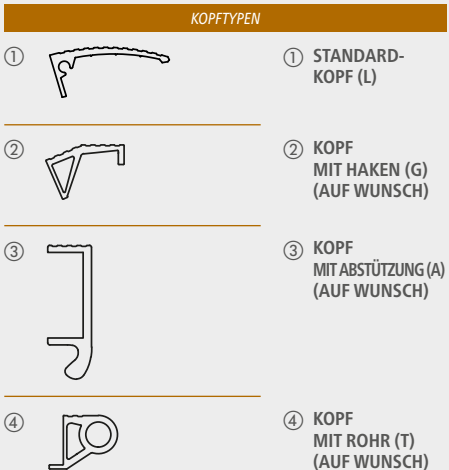 KOPFTYPEN
① ① STANDARD-
KOPF (L)
② ② KOPF
MIT HAKEN (G)
(AUF WUNSCH)
③ ③ KOPF
MIT ABSTÜTZUNG (A)
(AUF WUNSCH)
④ ④ KOPF
MIT ROHR (T)
(AUF WUNSCH)